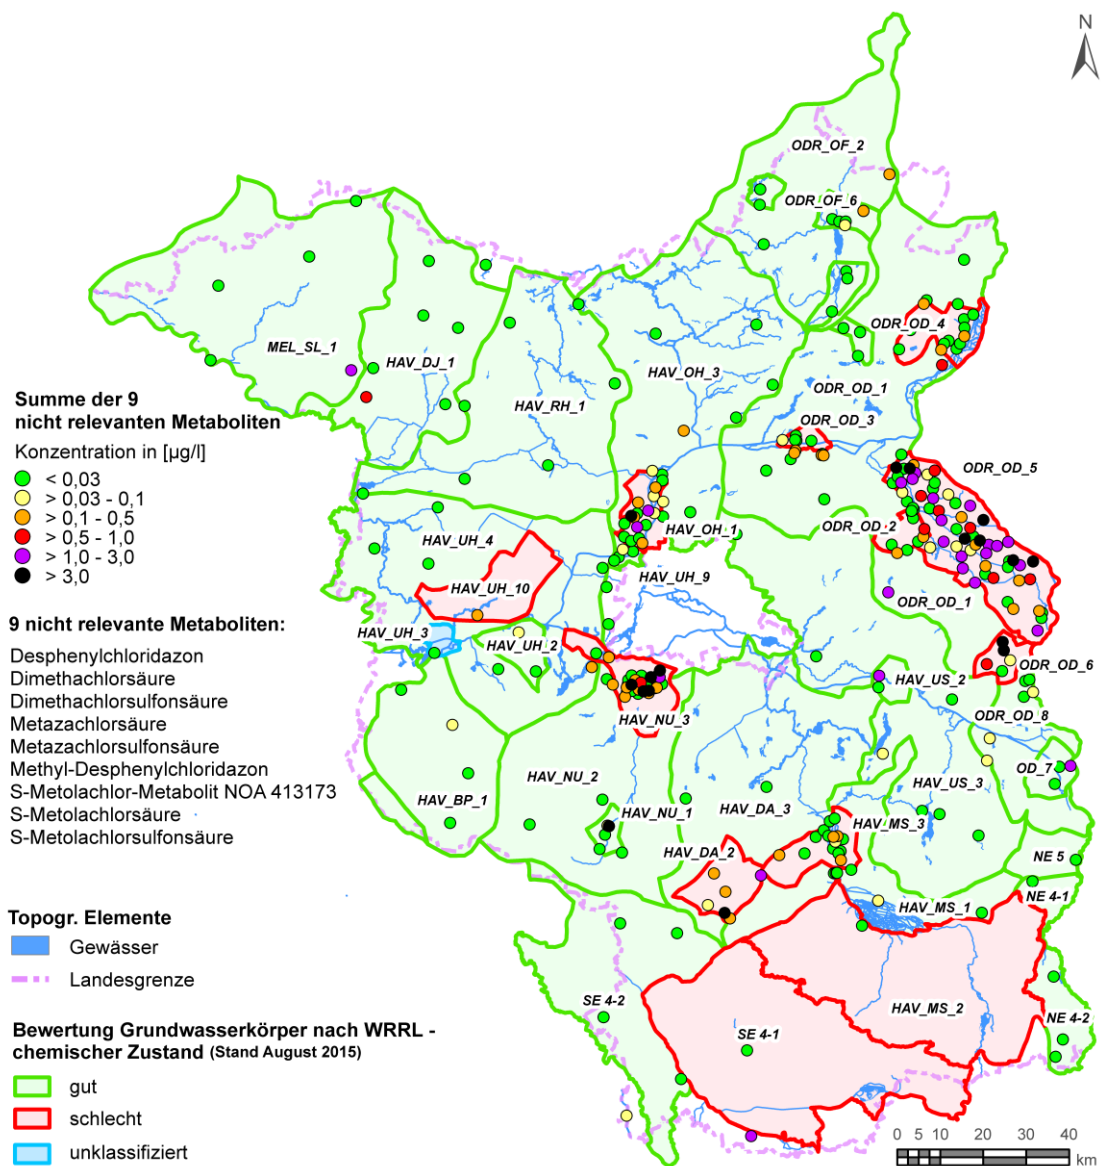 N
ODR_OF_2
ODR_OF_6
ODR_OD_4
MEL_SL_1
HAV_DJ_1
HAV_OH_3
HAV_RH_1
ODR_OD_1
ODR_OD_3
ODR_OD_5
HAV_OH_1
ODR_OD_2
HAV_UH_4
HAV_UH_9
HAV_UH_10
ODR_OD_1
HAV_UH_3
HAV_UH_2
ODR_OD_6
HAV_US_2
HAV_NU_3
ODR_OD_8
OD_7
HAV_NU_2
HAV_US_3
HAV_BP_1
HAV_DA_3
HAV_NU_1
HAV_MS_3
HAV_DA_2
NE 5
NE 4-1
HAV_MS_1
SE 4-2
HAV_MS_2
NE 4-2
SE 4-1
Summe der 9
nicht relevanten Metaboliten
Konzentration in [µg/l]
< 0,03
> 0,03 - 0,1
> 0,1 - 0,5
> 0,5 - 1,0
> 1,0 - 3,0
> 3,0
9 nicht relevante Metaboliten:
Desphenylchloridazon
Dimethachlorsäure
Dimethachlorsulfonsäure
Metazachlorsäure
Metazachlorsulfonsäure
Methyl-Desphenylchloridazon
S-Metolachlor-Metabolit NOA 413173
S-Metolachlorsäure
S-Metolachlorsulfonsäure
Topogr. Elemente
Gewässer
Landesgrenze
Bewertung Grundwasserkörper nach WRRL -
chemischer Zustand (Stand August 2015)
gut
schlecht
unklassifiziert
0 5 10 20 30 40
km